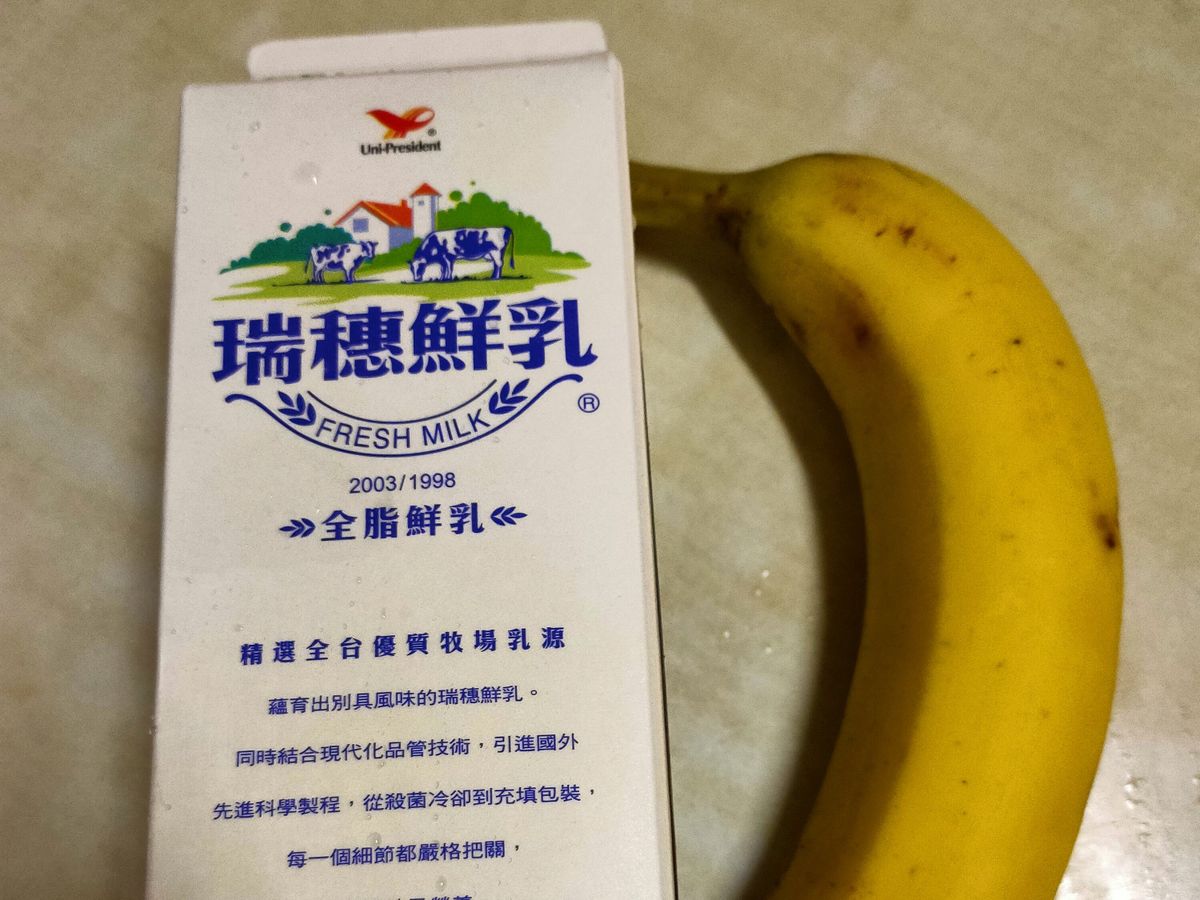 Uni-President®
瑞穗鮮乳
FRESH MILK ®
2003/1998
全脂鮮乳
精選全台優質牧場乳源
蘊育出別具風味的瑞穗鮮乳。
同時結合現代化品管技術，引進國外
先進科學製程，從殺菌冷卻到充填包裝，
每一個細節都嚴格把關，